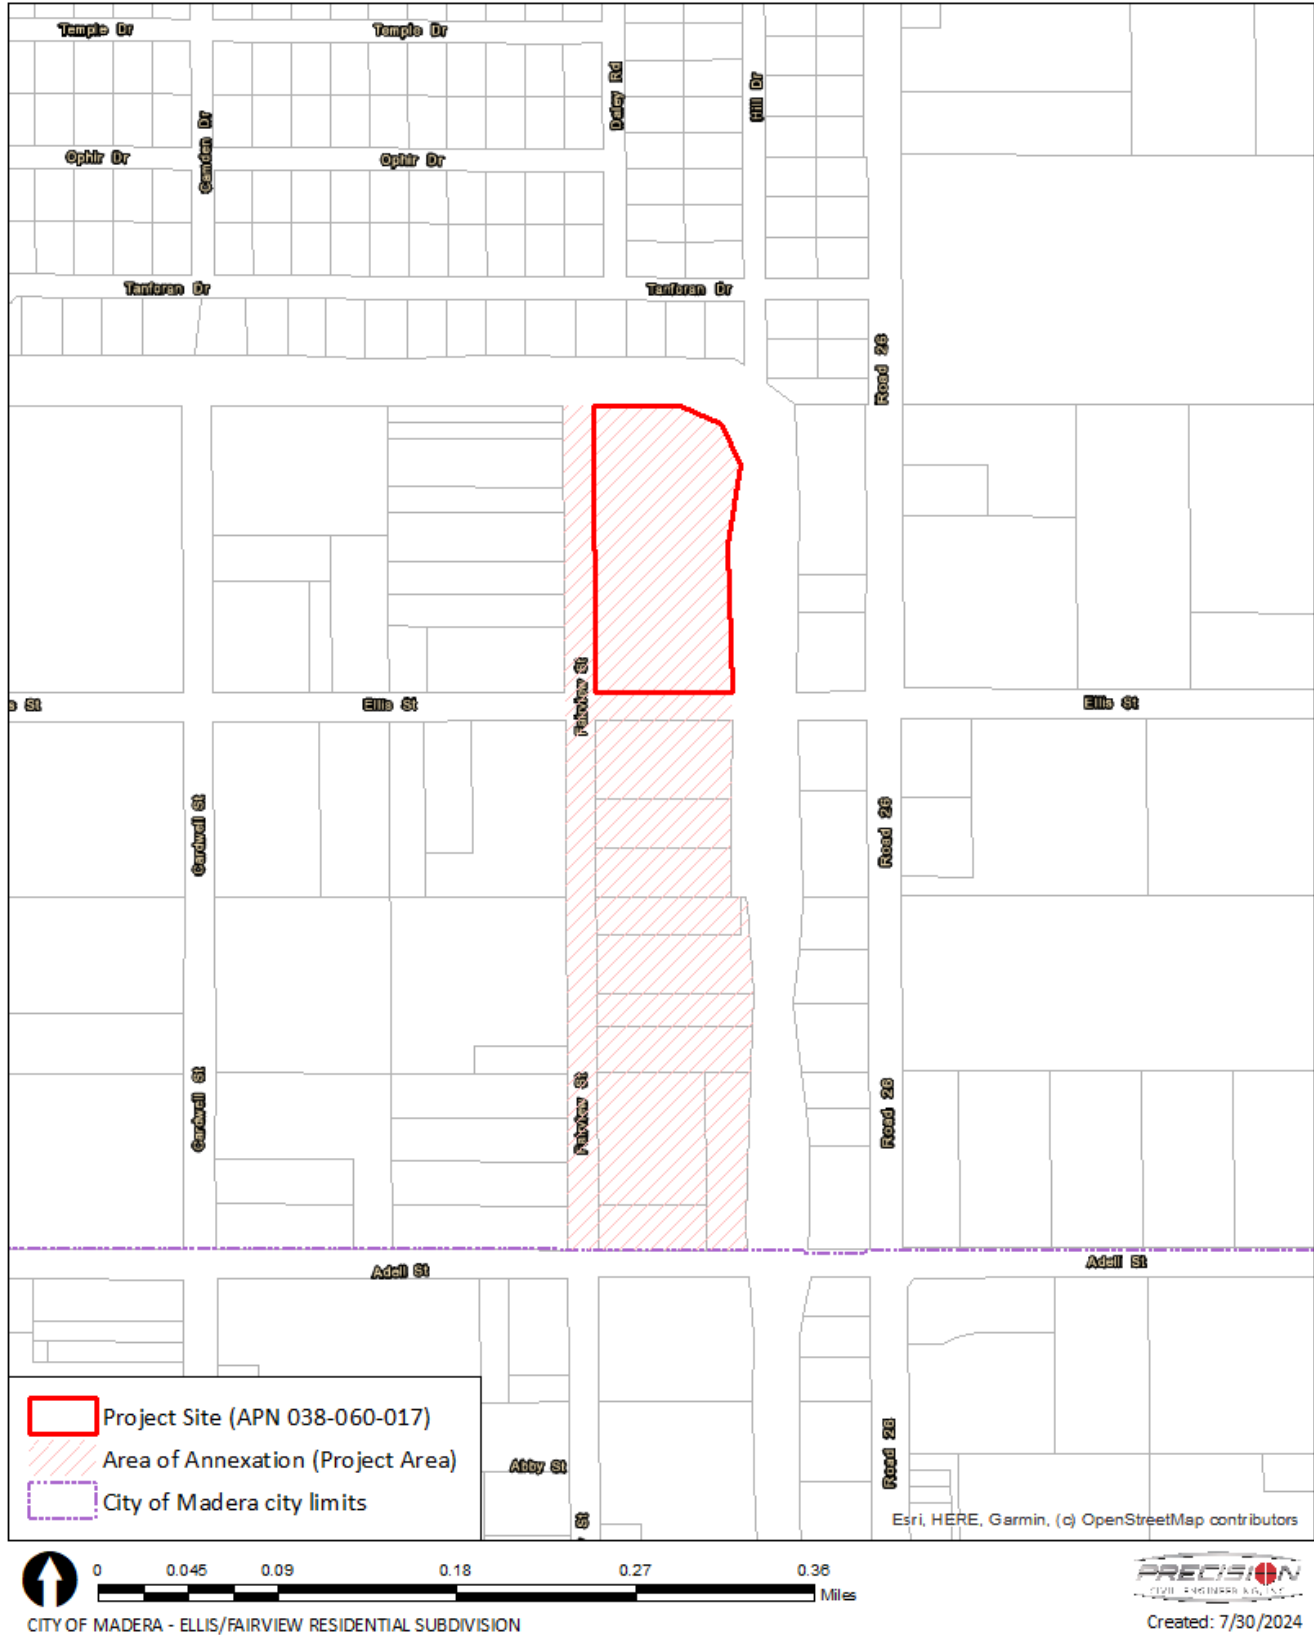 Temple Dr
Temple Dr
Daley Rd
Hill Dr
Camden Dr
Ophir Dr
Ophir Dr
Tanforan Dr
Tanforan Dr
Road 26
Fairview St
s St
Ellis St
Ellis St
Cardwell St
Road 26
Cardwell St
Fairview St
Road 26
Adell St
Adell St
Road 26
Abby St
St
Project Site (APN 038-060-017)
Area of Annexation (Project Area)
City of Madera city limits
Esri, HERE, Garmin, (c) OpenStreetMap contributors
0 0.045 0.09 0.18 0.27 0.36
Miles
PRECISION
CIVIL ENGINEERING, INC.
CITY OF MADERA - ELLIS/FAIRVIEW RESIDENTIAL SUBDIVISION
Created: 7/30/2024